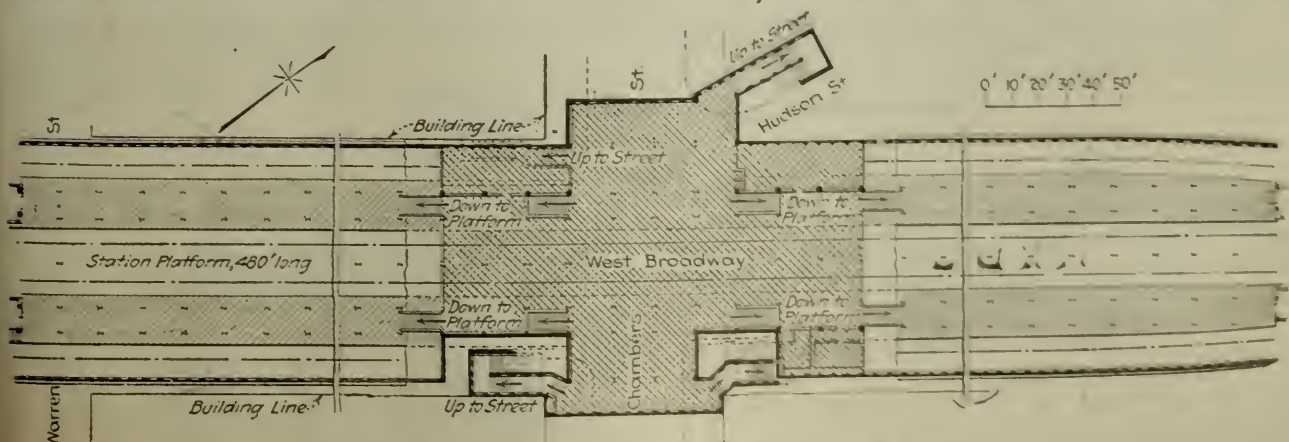 Up to Street
St.
Hudson St
0' 10' 20' 30' 40' 50'
St
Building Line
Up to Street
Down to
Platform
Down to
Platform
Station Platform, 480' long
West Broadway
Down to
Platform
Down to
Platform
Chambers
Building Line
Up to Street
Warren